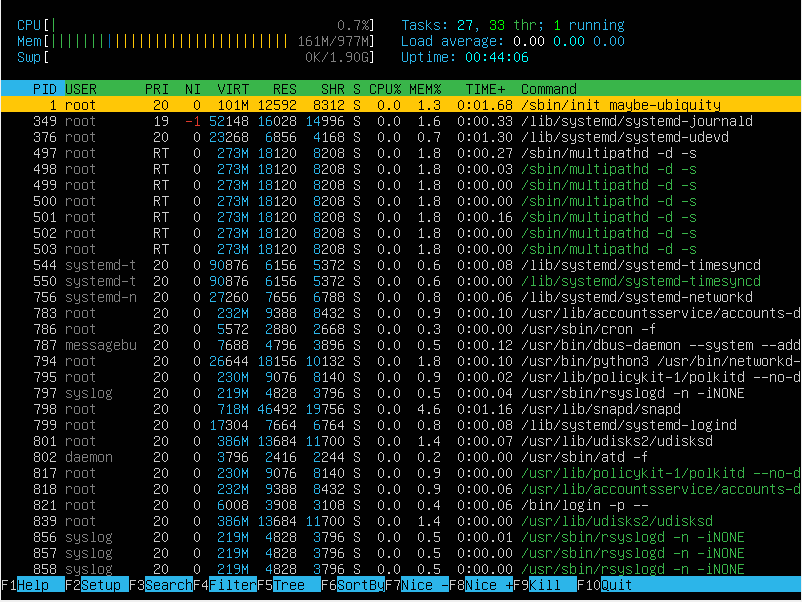 CPU[| 0.7%] Tasks: 27, 33 thr; 1 running
Mem[|||||||||||||||||||||||||||||| 161M/977M] Load average: 0.00 0.00 0.00
Swp[ 0K/1.90G] Uptime: 00:44:06
PID USER PRI NI VIRT RES SHR S CPU% MEM% TIME+ Command
1 root 20 0 101M 12592 8312 S 0.0 1.3 0:01.68 /sbin/init maybe-ubiquity
349 root 19 -1 52148 16028 14996 S 0.0 1.6 0:00.33 /lib/systemd/systemd-journald
376 root 20 0 23268 6856 4168 S 0.0 0.7 0:01.30 /lib/systemd/systemd-udevd
497 root RT 0 273M 18120 8208 S 0.0 1.8 0:00.27 /sbin/multipathd -d -s
498 root RT 0 273M 18120 8208 S 0.0 1.8 0:00.03 /sbin/multipathd -d -s
499 root RT 0 273M 18120 8208 S 0.0 1.8 0:00.00 /sbin/multipathd -d -s
500 root RT 0 273M 18120 8208 S 0.0 1.8 0:00.00 /sbin/multipathd -d -s
501 root RT 0 273M 18120 8208 S 0.0 1.8 0:00.16 /sbin/multipathd -d -s
502 root RT 0 273M 18120 8208 S 0.0 1.8 0:00.00 /sbin/multipathd -d -s
503 root RT 0 273M 18120 8208 S 0.0 1.8 0:00.00 /sbin/multipathd -d -s
544 systemd-t 20 0 90876 6156 5372 S 0.0 0.6 0:00.08 /lib/systemd/systemd-timesyncd
550 systemd-t 20 0 90876 6156 5372 S 0.0 0.6 0:00.00 /lib/systemd/systemd-timesyncd
756 systemd-n 20 0 27260 7656 6788 S 0.0 0.8 0:00.06 /lib/systemd/systemd-networkd
783 root 20 0 232M 9388 8432 S 0.0 0.9 0:00.10 /usr/lib/accountsservice/accounts-d
786 root 20 0 5572 2880 2668 S 0.0 0.3 0:00.00 /usr/sbin/cron -f
787 messagebu 20 0 7688 4796 3896 S 0.0 0.5 0:00.12 /usr/bin/dbus-daemon --system --add
794 root 20 0 26644 18156 10132 S 0.0 1.8 0:00.10 /usr/bin/python3 /usr/bin/networkd-
795 root 20 0 230M 9076 8140 S 0.0 0.9 0:00.02 /usr/lib/policykit-1/polkitd --no-d
797 syslog 20 0 219M 4828 3796 S 0.0 0.5 0:00.04 /usr/sbin/rsyslogd -n -iNONE
798 root 20 0 718M 46492 19756 S 0.0 4.6 0:01.16 /usr/lib/snapd/snapd
799 root 20 0 17304 7664 6764 S 0.0 0.8 0:00.08 /lib/systemd/systemd-logind
801 root 20 0 386M 13684 11700 S 0.0 1.4 0:00.07 /usr/lib/udisks2/udisksd
802 daemon 20 0 3796 2416 2244 S 0.0 0.2 0:00.00 /usr/sbin/atd -f
817 root 20 0 230M 9076 8140 S 0.0 0.9 0:00.00 /usr/lib/policykit-1/polkitd --no-d
818 root 20 0 232M 9388 8432 S 0.0 0.9 0:00.06 /usr/lib/accountsservice/accounts-d
821 root 20 0 6008 3908 3108 S 0.0 0.4 0:00.06 /bin/login -p --
839 root 20 0 386M 13684 11700 S 0.0 1.4 0:00.00 /usr/lib/udisks2/udisksd
856 syslog 20 0 219M 4828 3796 S 0.0 0.5 0:00.01 /usr/sbin/rsyslogd -n -iNONE
857 syslog 20 0 219M 4828 3796 S 0.0 0.5 0:00.00 /usr/sbin/rsyslogd -n -iNONE
858 syslog 20 0 219M 4828 3796 S 0.0 0.5 0:00.00 /usr/sbin/rsyslogd -n -iNONE
F1Help F2Setup F3SearchF4FilterF5Tree F6SortByF7Nice -F8Nice +F9Kill F10Quit